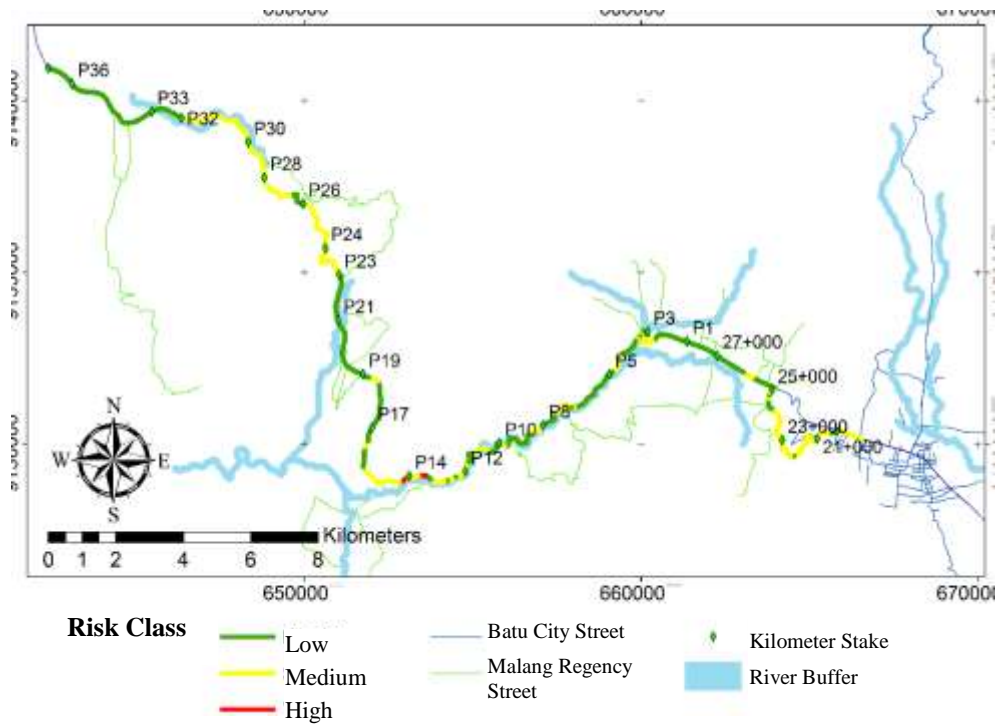 P36
P33
P32
P30
P28
P26
P24
P23
P21
P3
P1
27+000
P19
P5
25+000
P17
P8
23+000
P10
P12
P14
N
W E
S
Kilometers
0 1 2 4 6 8
650000 660000 670000
Risk Class
Low
Medium
High
Batu City Street
Malang Regency
Street
Kilometer Stake
River Buffer